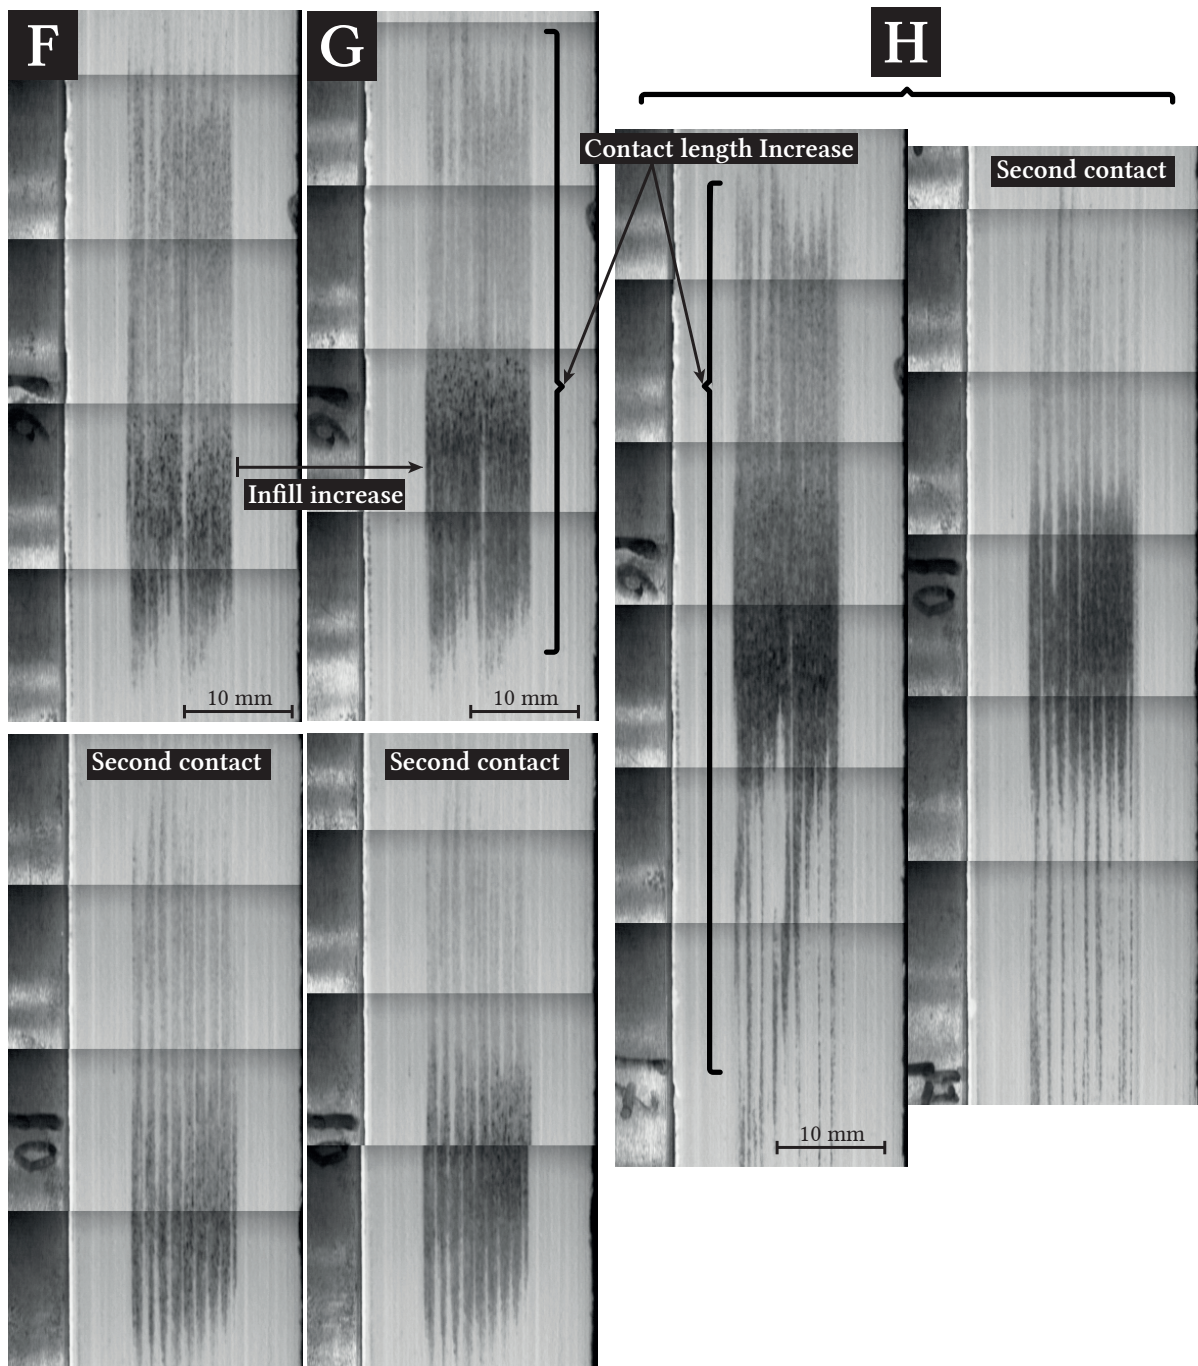 F
G
H
Contact length Increase
Second contact
Infill increase
10 mm
10 mm
Second contact
Second contact
10 mm